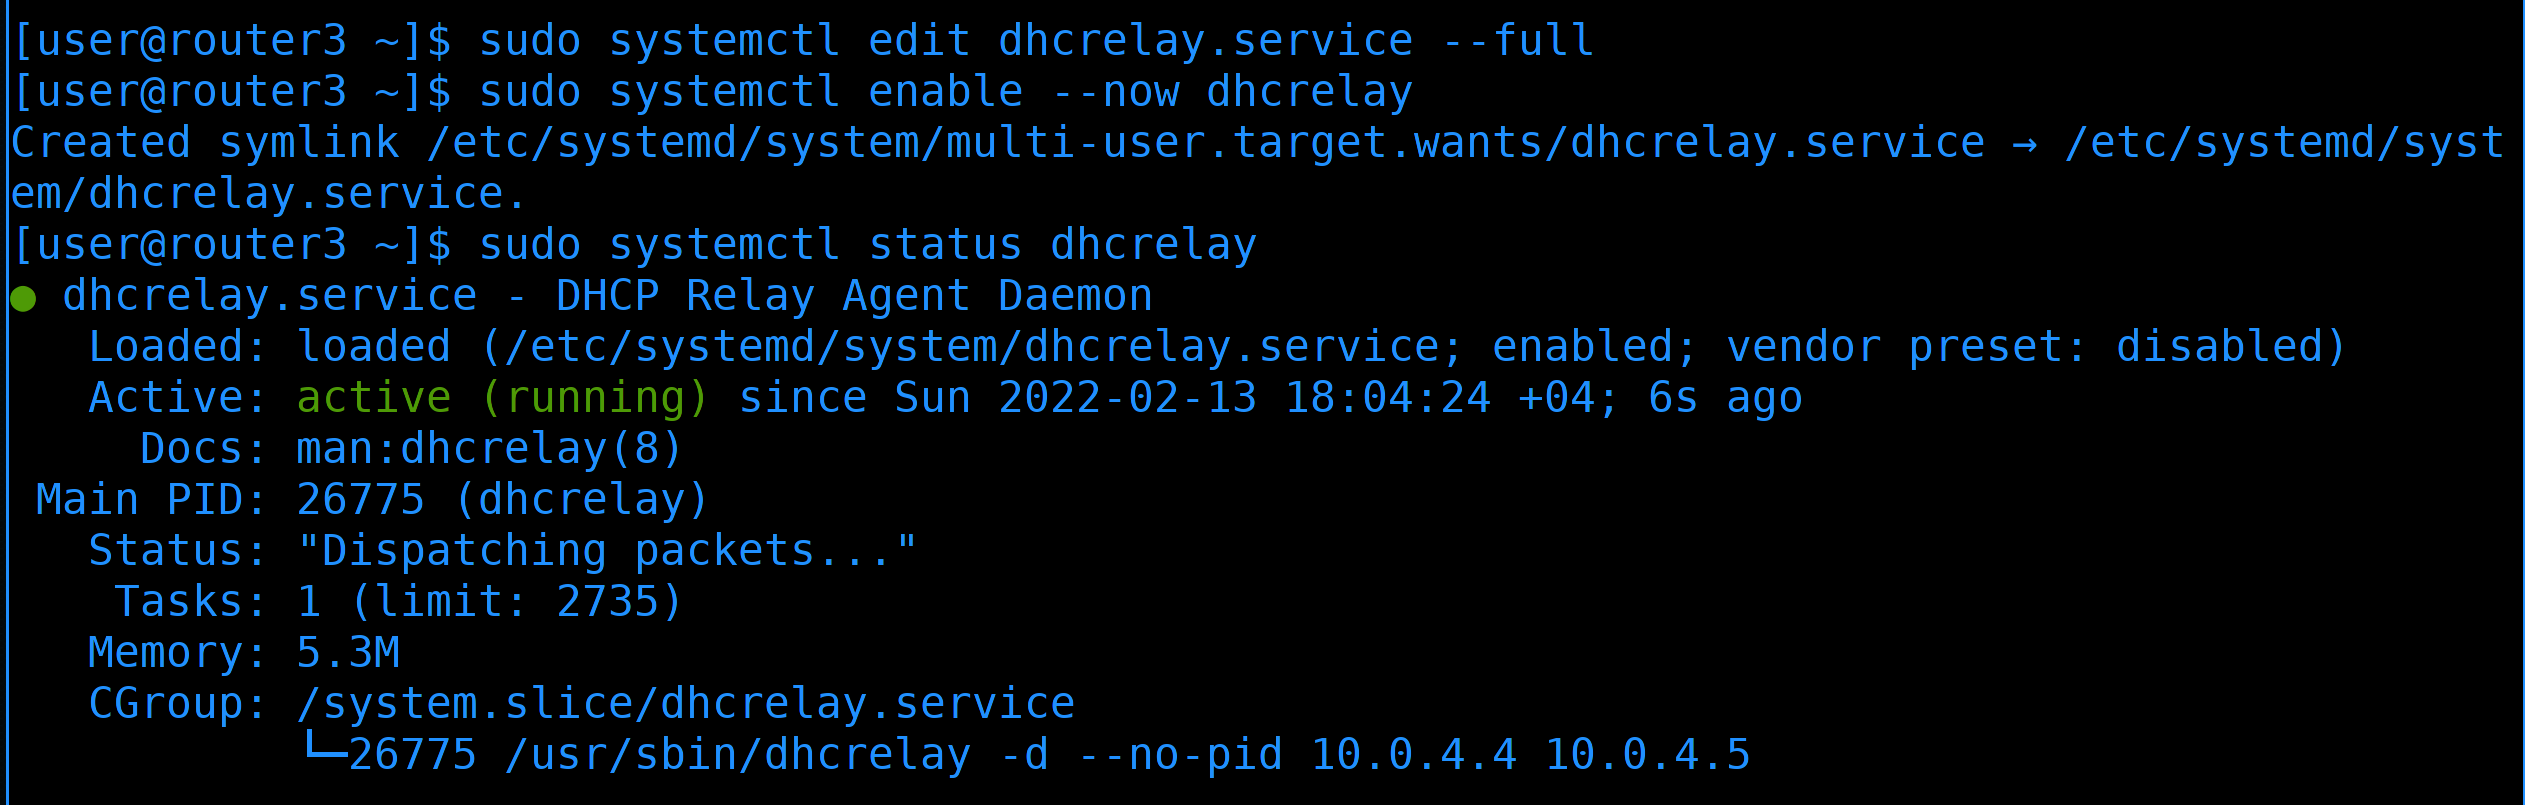 [user@router3 ~]$ sudo systemctl edit dhcrelay.service --full
[user@router3 ~]$ sudo systemctl enable --now dhcrelay
Created symlink /etc/systemd/system/multi-user.target.wants/dhcrelay.service → /etc/systemd/syst
em/dhcrelay.service.
[user@router3 ~]$ sudo systemctl status dhcrelay
● dhcrelay.service - DHCP Relay Agent Daemon
   Loaded: loaded (/etc/systemd/system/dhcrelay.service; enabled; vendor preset: disabled)
   Active: active (running) since Sun 2022-02-13 18:04:24 +04; 6s ago
     Docs: man:dhcrelay(8)
 Main PID: 26775 (dhcrelay)
   Status: "Dispatching packets..."
    Tasks: 1 (limit: 2735)
   Memory: 5.3M
   CGroup: /system.slice/dhcrelay.service
           └─26775 /usr/sbin/dhcrelay -d --no-pid 10.0.4.4 10.0.4.5